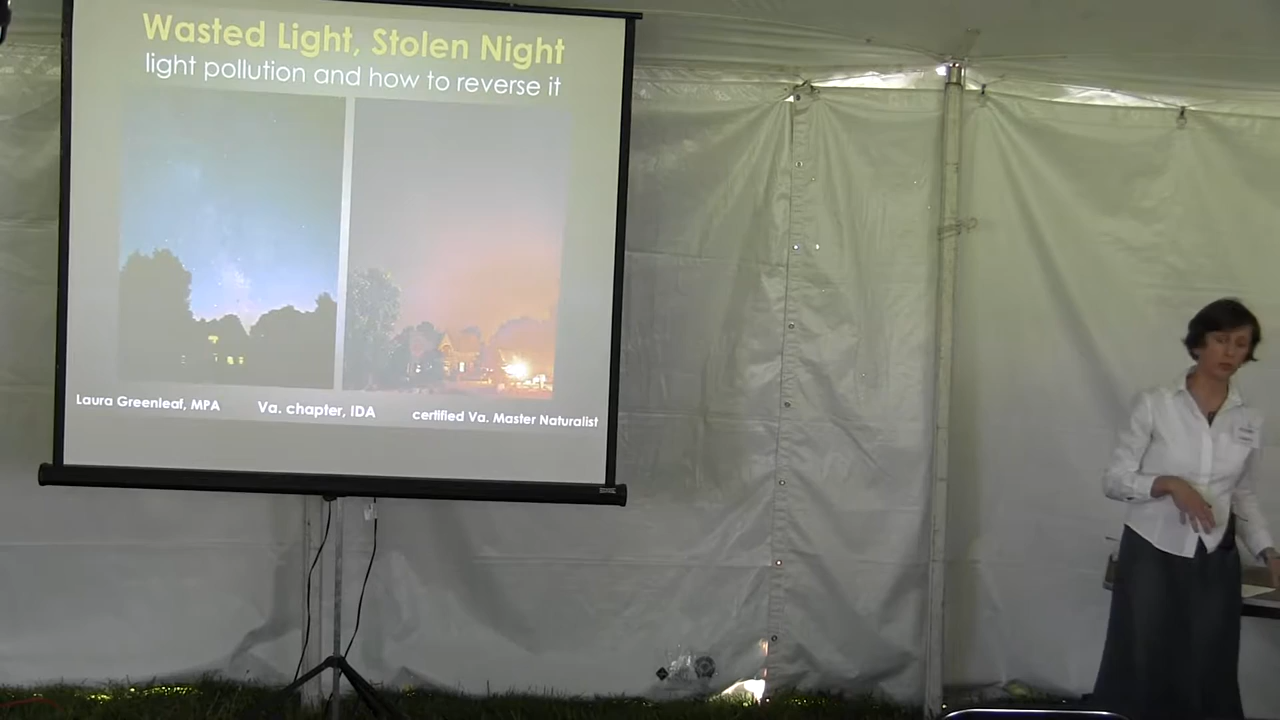 Wasted Light, Stolen Night
light pollution and how to reverse it
Laura Greenleaf, MPA Va. chapter, IDA certified Va. Master Naturalist